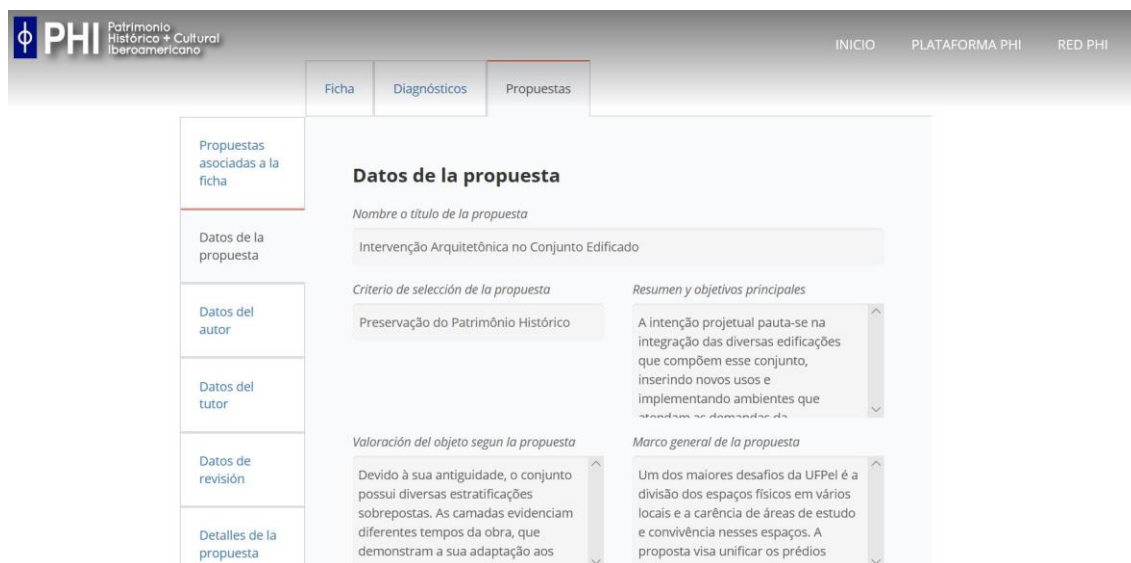 PHI
Patrimonio
Histórico + Cultural
Iberoamericano
INICIO PLATAFORMA PHI RED PHI
Ficha Diagnósticos Propuestas
Propuestas
asociadas a la
ficha
Datos de la
propuesta
Datos del
autor
Datos del
tutor
Datos de
revisión
Detalles de la
propuesta
Datos de la propuesta
Nombre o título de la propuesta
Intervenção Arquitetônica no Conjunto Edificado
Criterio de selección de la propuesta
Preservação do Patrimônio Histórico
Resumen y objetivos principales
A intenção projetual pauta-se na
integração das diversas edificações
que compõem esse conjunto,
inserindo novos usos e
implementando ambientes que
atendam as demandas da
Valoración del objeto segun la propuesta
Devido à sua antiguidade, o conjunto
possui diversas estratificações
sobrepostas. As camadas evidenciam
diferentes tempos da obra, que
demonstram a sua adaptação aos
Marco general de la propuesta
Um dos maiores desafios da UFPel é a
divisão dos espaços físicos em vários
locais e a carência de áreas de estudo
e convivência nesses espaços. A
proposta visa unificar os prédios